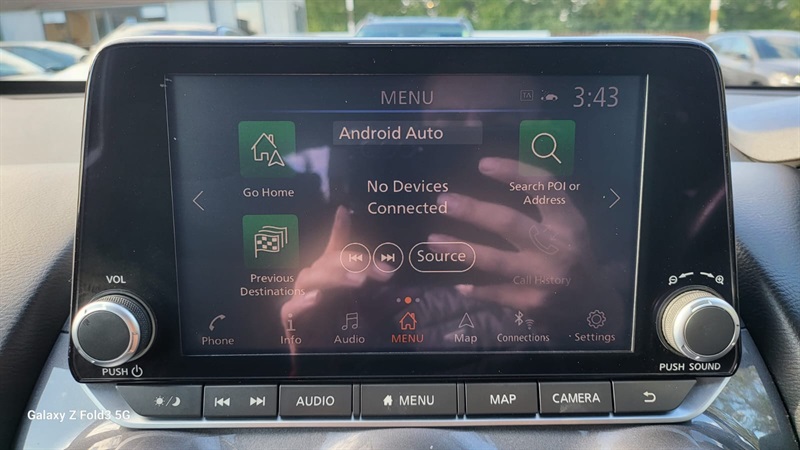 MENU
TA
3:43
Android Auto
Go Home
No Devices
Connected
Search POI or
Address
Source
Previous
Destinations
Call History
Phone
Info
Audio
MENU
Map
Connections
Settings
VOL
PUSH
PUSH SOUND
AUDIO
MENU
MAP
CAMERA
Galaxy Z Fold3 5G